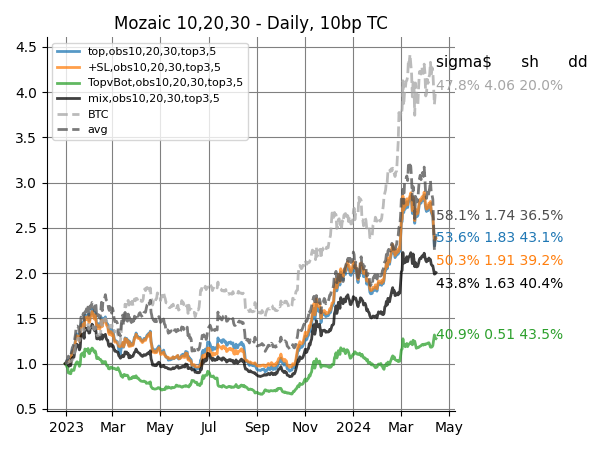 Mozaic 10,20,30 - Daily, 10bp TC
top,obs10,20,30,top3,5
+SL,obs10,20,30,top3,5
TopvBot,obs10,20,30,top3,5
mix,obs10,20,30,top3,5
BTC
avg
sigma$ sh dd
47.8% 4.06 20.0%
58.1% 1.74 36.5%
53.6% 1.83 43.1%
50.3% 1.91 39.2%
43.8% 1.63 40.4%
40.9% 0.51 43.5%
4.5
4.0
3.5
3.0
2.5
2.0
1.5
1.0
0.5
2023 Mar May Jul Sep Nov 2024 Mar May